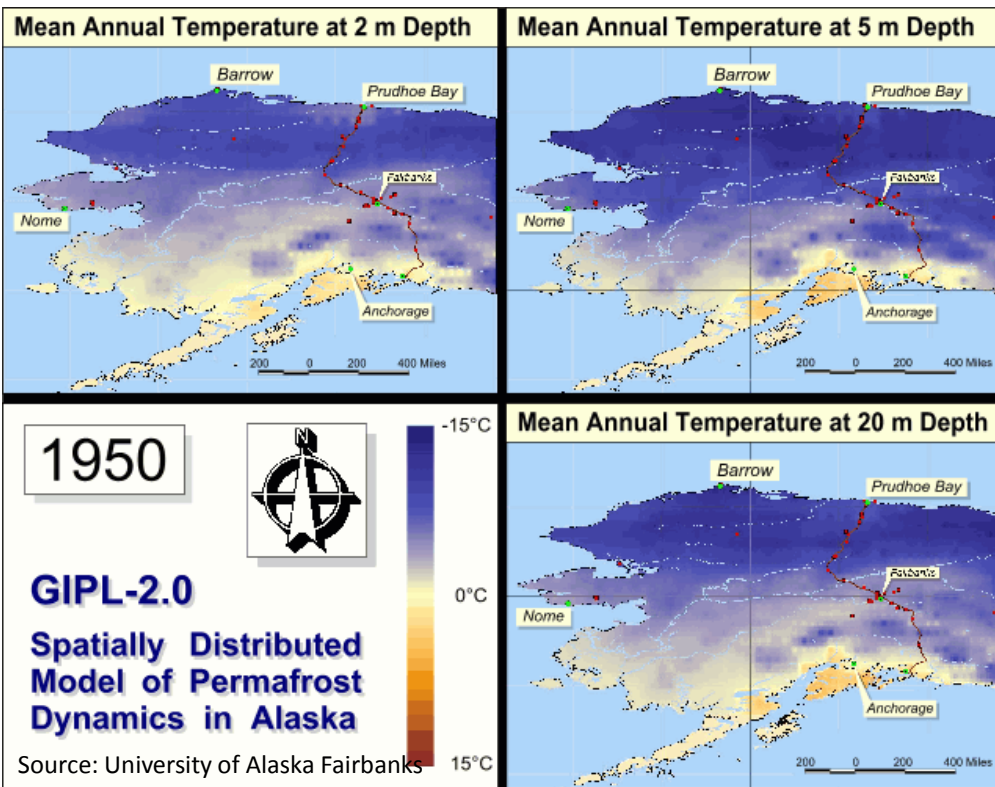 Mean Annual Temperature at 2 m Depth
Barrow
Prudhoe Bay
Fairbanks
Nome
Anchorage
200 0 200 400 Miles
Mean Annual Temperature at 5 m Depth
Barrow
Prudhoe Bay
Fairbanks
Nome
Anchorage
200 0 200 400 Miles
1950
N
GIPL-2.0
Spatially Distributed
Model of Permafrost
Dynamics in Alaska
Source: University of Alaska Fairbanks
-15°C
0°C
15°C
Mean Annual Temperature at 20 m Depth
Barrow
Prudhoe Bay
Fairbanks
Nome
Anchorage
200 0 200 400 Miles